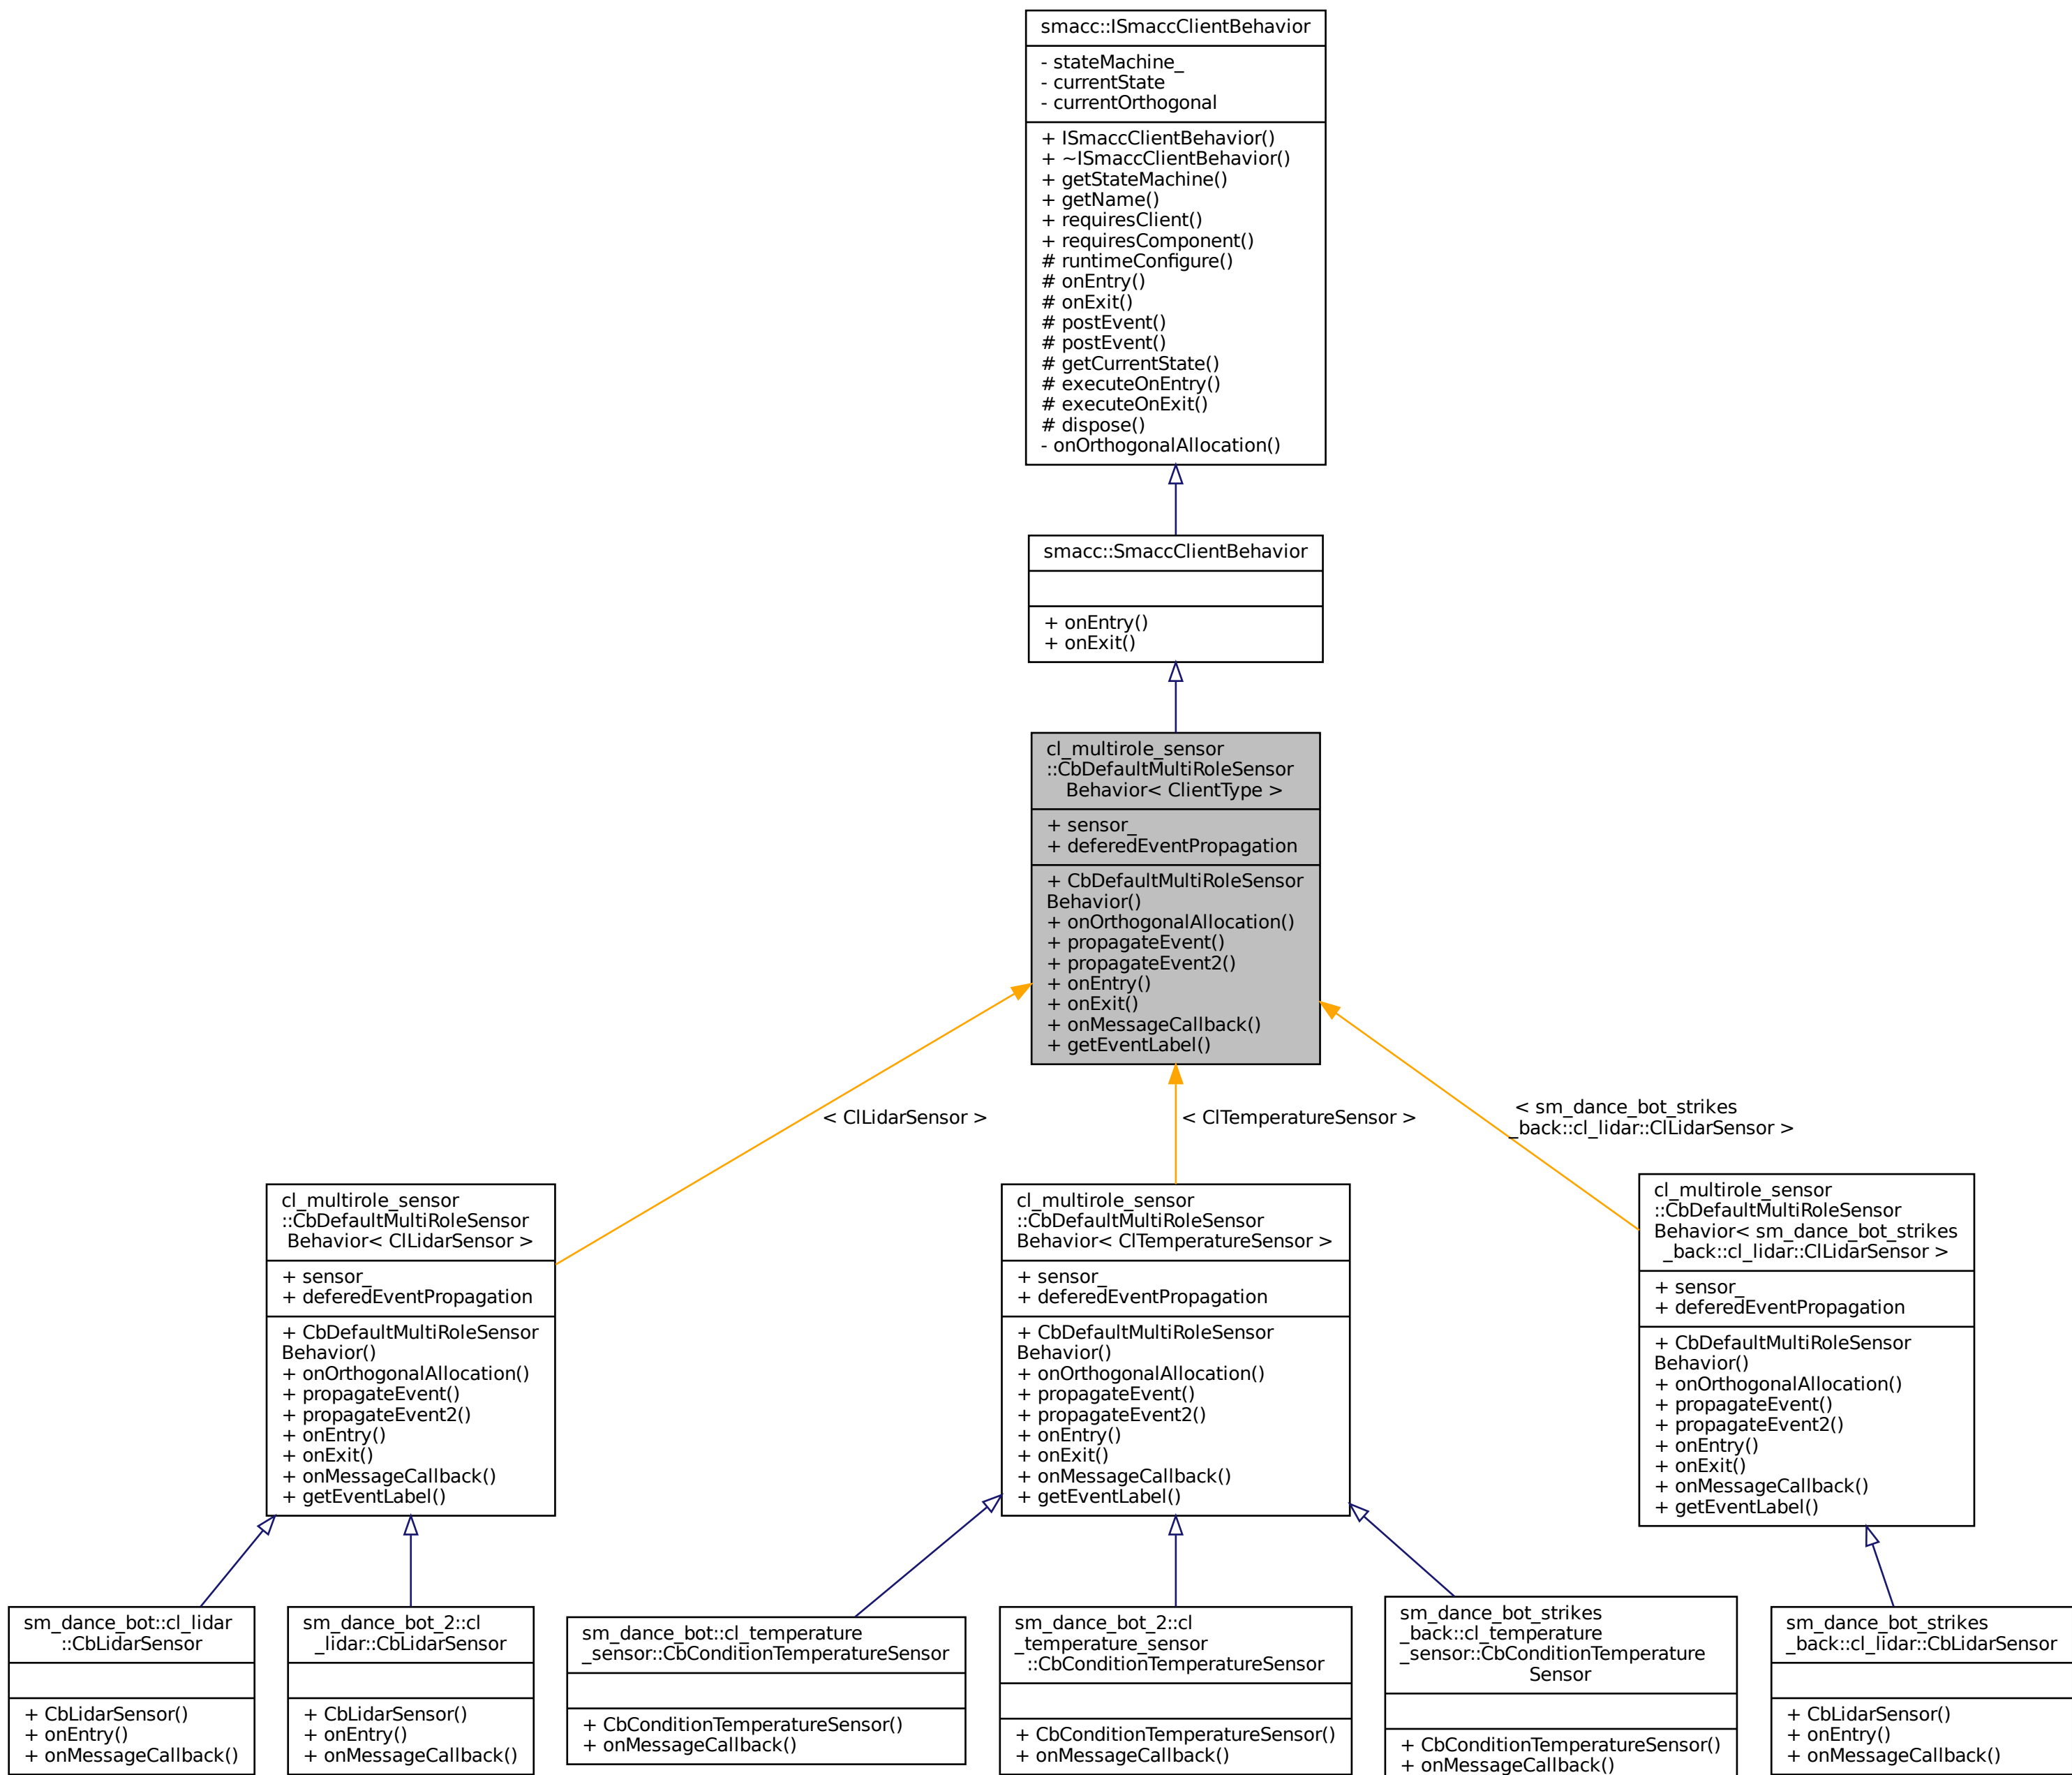 smacc::ISmaccClientBehavior
- stateMachine_
- currentState
- currentOrthogonal
+ ISmaccClientBehavior()
+ ~ISmaccClientBehavior()
+ getStateMachine()
+ getName()
+ requiresClient()
+ requiresComponent()
# runtimeConfigure()
# onEntry()
# onExit()
# postEvent()
# postEvent()
# getCurrentState()
# executeOnEntry()
# executeOnExit()
# dispose()
- onOrthogonalAllocation()
smacc::SmaccClientBehavior
+ onEntry()
+ onExit()
cl_multirole_sensor
::CbDefaultMultiRoleSensor
Behavior< ClientType >
+ sensor_
+ deferedEventPropagation
+ CbDefaultMultiRoleSensor
Behavior()
+ onOrthogonalAllocation()
+ propagateEvent()
+ propagateEvent2()
+ onEntry()
+ onExit()
+ onMessageCallback()
+ getEventLabel()
< ClLidarSensor >
< ClTemperatureSensor >
< sm_dance_bot_strikes
_back::cl_lidar::ClLidarSensor >
cl_multirole_sensor
::CbDefaultMultiRoleSensor
Behavior< ClLidarSensor >
+ sensor_
+ deferedEventPropagation
+ CbDefaultMultiRoleSensor
Behavior()
+ onOrthogonalAllocation()
+ propagateEvent()
+ propagateEvent2()
+ onEntry()
+ onExit()
+ onMessageCallback()
+ getEventLabel()
cl_multirole_sensor
::CbDefaultMultiRoleSensor
Behavior< ClTemperatureSensor >
+ sensor_
+ deferedEventPropagation
+ CbDefaultMultiRoleSensor
Behavior()
+ onOrthogonalAllocation()
+ propagateEvent()
+ propagateEvent2()
+ onEntry()
+ onExit()
+ onMessageCallback()
+ getEventLabel()
cl_multirole_sensor
::CbDefaultMultiRoleSensor
Behavior< sm_dance_bot_strikes
_back::cl_lidar::ClLidarSensor >
+ sensor_
+ deferedEventPropagation
+ CbDefaultMultiRoleSensor
Behavior()
+ onOrthogonalAllocation()
+ propagateEvent()
+ propagateEvent2()
+ onEntry()
+ onExit()
+ onMessageCallback()
+ getEventLabel()
sm_dance_bot::cl_lidar
::CbLidarSensor
+ CbLidarSensor()
+ onEntry()
+ onMessageCallback()
sm_dance_bot_2::cl
_lidar::CbLidarSensor
+ CbLidarSensor()
+ onEntry()
+ onMessageCallback()
sm_dance_bot::cl_temperature
_sensor::CbConditionTemperatureSensor
+ CbConditionTemperatureSensor()
+ onMessageCallback()
sm_dance_bot_2::cl
_temperature_sensor
::CbConditionTemperatureSensor
+ CbConditionTemperatureSensor()
+ onMessageCallback()
sm_dance_bot_strikes
_back::cl_temperature
_sensor::CbConditionTemperature
Sensor
+ CbConditionTemperatureSensor()
+ onMessageCallback()
sm_dance_bot_strikes
_back::cl_lidar::CbLidarSensor
+ CbLidarSensor()
+ onEntry()
+ onMessageCallback()